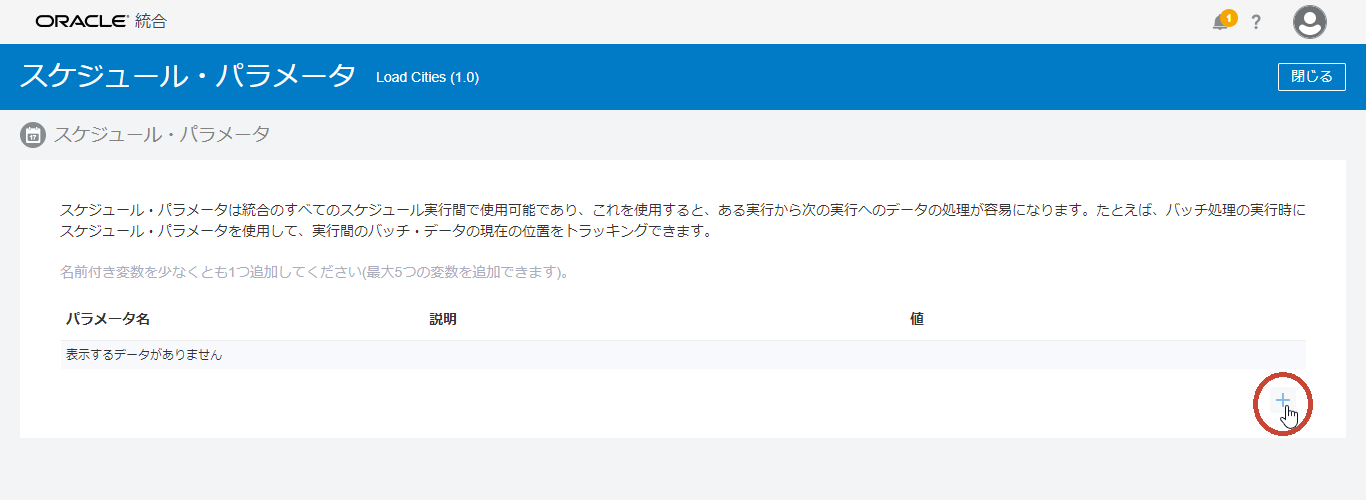 ORACLE® 統合
1
?
スケジュール・パラメータ Load Cities (1.0)
閉じる
17
スケジュール・パラメータ
スケジュール・パラメータは統合のすべてのスケジュール実行間で使用可能であり、これを使用すると、ある実行から次の実行へのデータの処理が容易になります。たとえば、バッチ処理の実行時に
スケジュール・パラメータを使用して、実行間のバッチ・データの現在の位置をトラッキングできます。
名前付き変数を少なくとも1つ追加してください(最大5つの変数を追加できます)。
パラメータ名 説明 値
表示するデータがありません
+